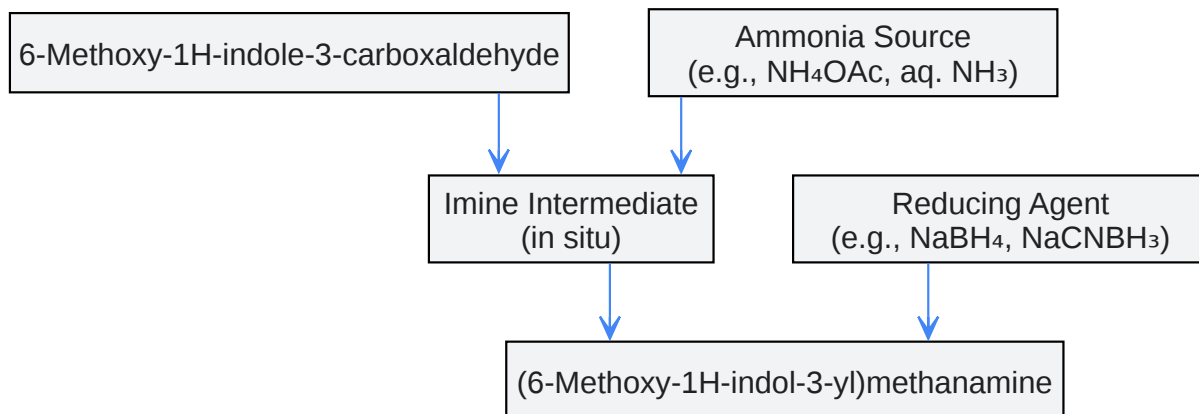 6-Methoxy-1H-indole-3-carboxaldehyde
Ammonia Source
(e.g., NH₄OAc, aq. NH₃)
Imine Intermediate
(in situ)
Reducing Agent
(e.g., NaBH₄, NaCNBH₃)
(6-Methoxy-1H-indol-3-yl)methanamine